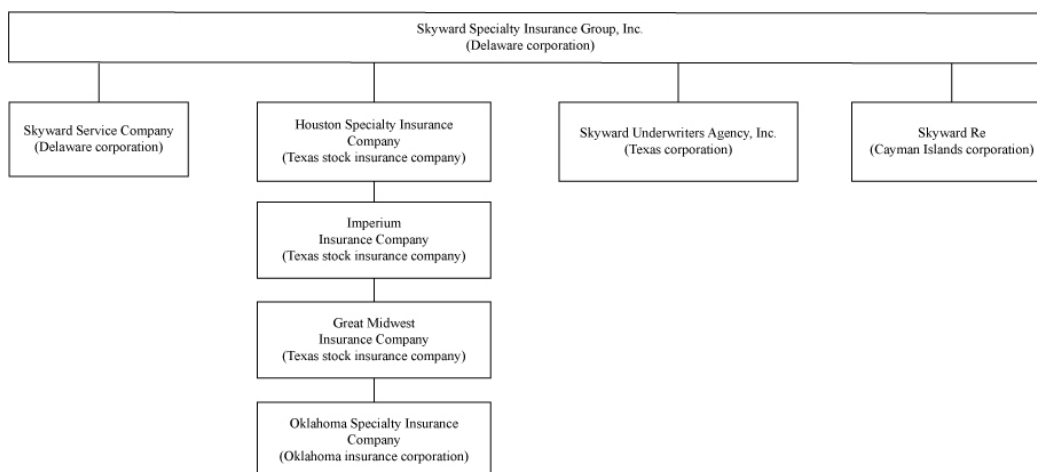 Skyward Specialty Insurance Group, Inc.
(Delaware corporation)
Skyward Service Company
(Delaware corporation)
Houston Specialty Insurance
Company
(Texas stock insurance company)
Skyward Underwriters Agency, Inc.
(Texas corporation)
Skyward Re
(Cayman Islands corporation)
Imperium
Insurance Company
(Texas stock insurance company)
Great Midwest
Insurance Company
(Texas stock insurance company)
Oklahoma Specialty Insurance
Company
(Oklahoma insurance corporation)